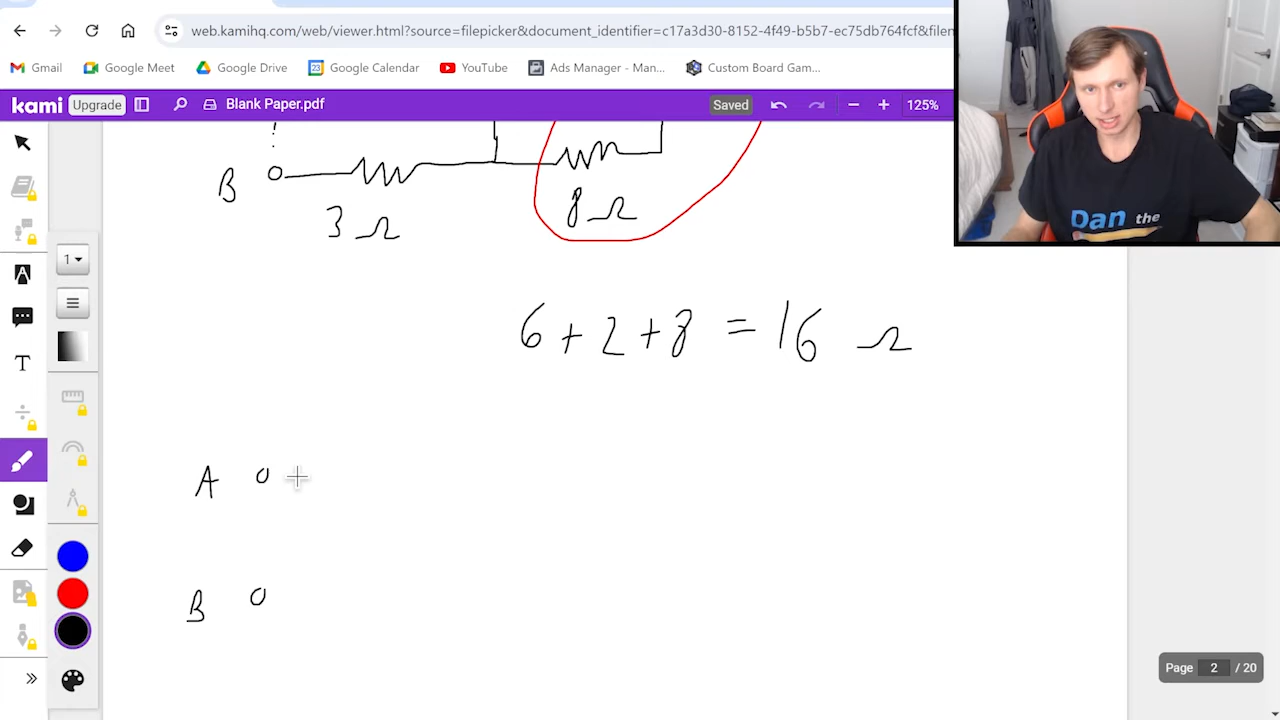 web.kamihq.com/web/viewer.html?source=filepicker&document_identifier=c17a3d30-8152-4f49-b5b7-ec75db764fcf&filen
Gmail Google Meet Google Drive 23 Google Calendar YouTube Ads Manager - Man... Custom Board Gam...
kami Upgrade Blank Paper.pdf Saved 125%
B
3 Ω
8 Ω
Dan the
1
T
6 + 2 + 8 = 16 Ω
A
B
Page 2 / 20